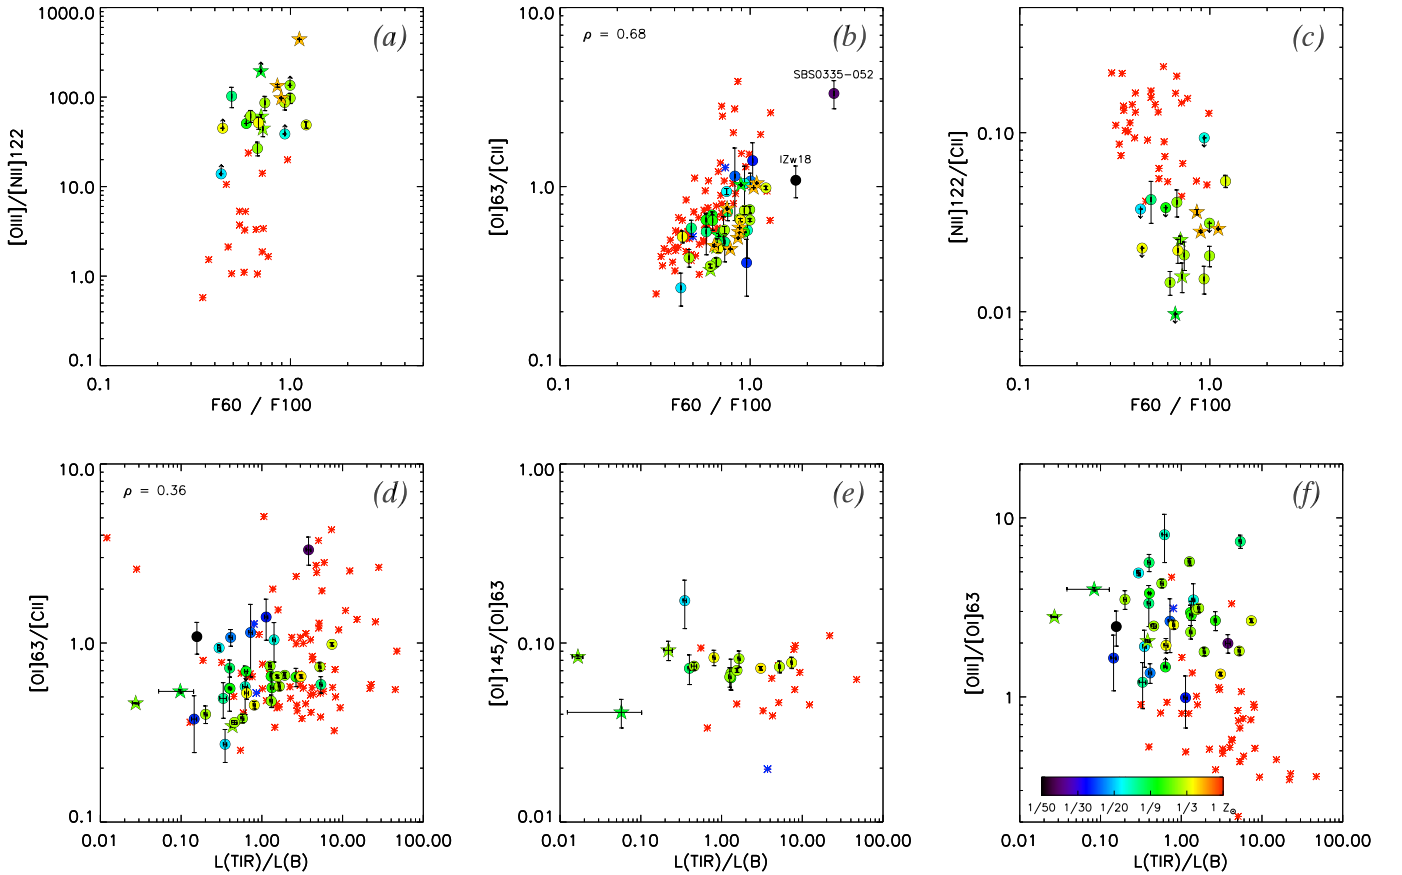 1000.0
100.0
10.0
1.0
0.1
[OIII]/[NII]122
(a)
0.1
1.0
F60 / F100
10.0
1.0
0.1
[OI]63/[CII]
ρ = 0.68
(b)
SBS0335-052
IZw18
0.1
1.0
F60 / F100
0.10
0.01
[NII]122/[CII]
(c)
0.1
1.0
F60 / F100
10.0
1.0
0.1
[OI]63/[CII]
ρ = 0.36
(d)
0.01
0.10
1.00
10.00
100.00
L(TIR)/L(B)
1.00
0.10
0.01
[OI]145/[OI]63
(e)
0.01
0.10
1.00
10.00
100.00
L(TIR)/L(B)
10
1
[OIII]/[OI]63
(f)
1/50 1/30 1/20 1/9 1/3 1 Z⊙
0.01
0.10
1.00
10.00
100.00
L(TIR)/L(B)